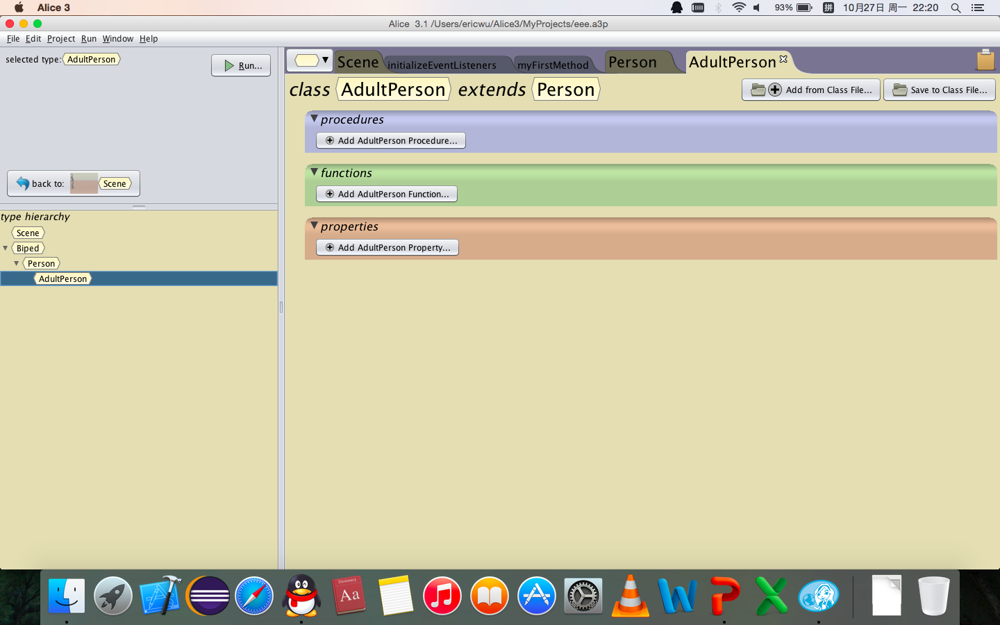 Alice 3
93% 拼 10月27日 周一 22:20
Alice 3.1 /Users/ericwu/Alice3/MyProjects/eee.a3p
File Edit Project Run Window Help
selected type: AdultPerson
Run...
back to: Scene
type hierarchy
Scene
Biped
Person
AdultPerson
Scene initializeEventListeners myFirstMethod Person AdultPerson
class AdultPerson extends Person
Add from Class File... Save to Class File...
procedures
Add AdultPerson Procedure...
functions
Add AdultPerson Function...
properties
Add AdultPerson Property...
Dictionary
Aa